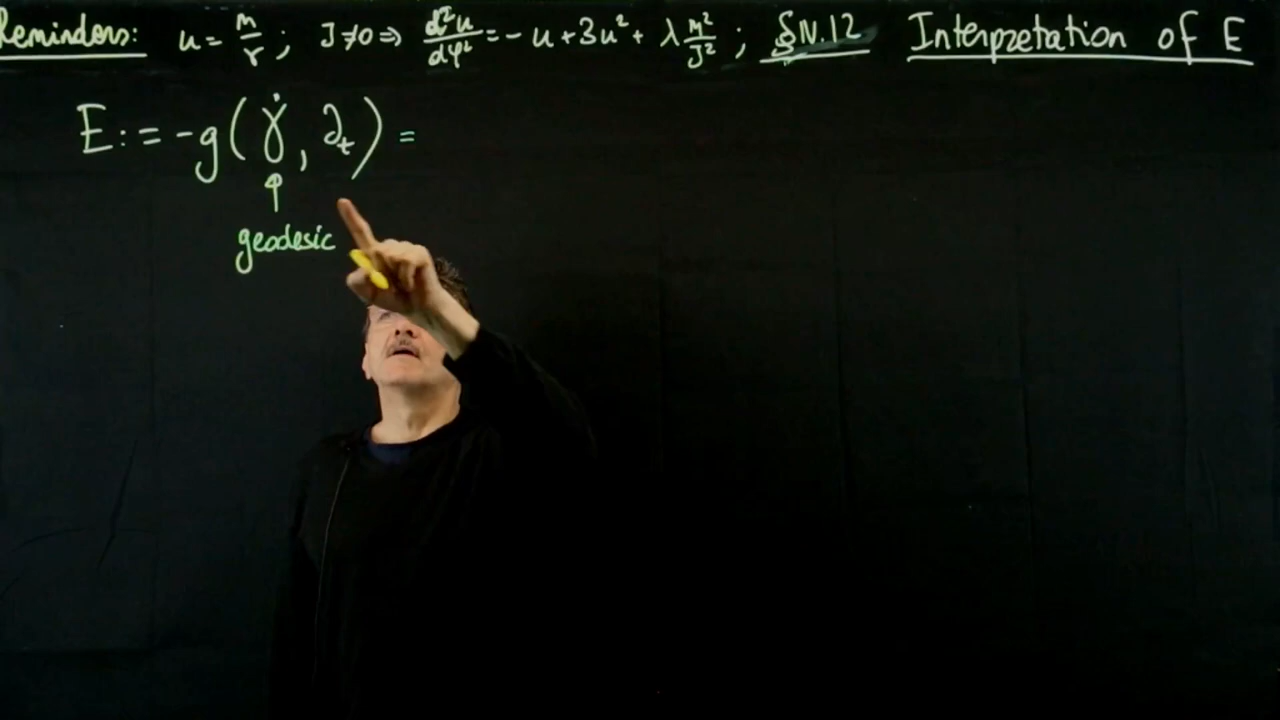 Reminders: u = m/r ; J ≠ 0 ⇒ d²u/dφ² = - u + 3u² + λ m²/J² ; §IV.12 Interpretation of E
E := -g(γ̇, ∂ₜ) =
geodesic